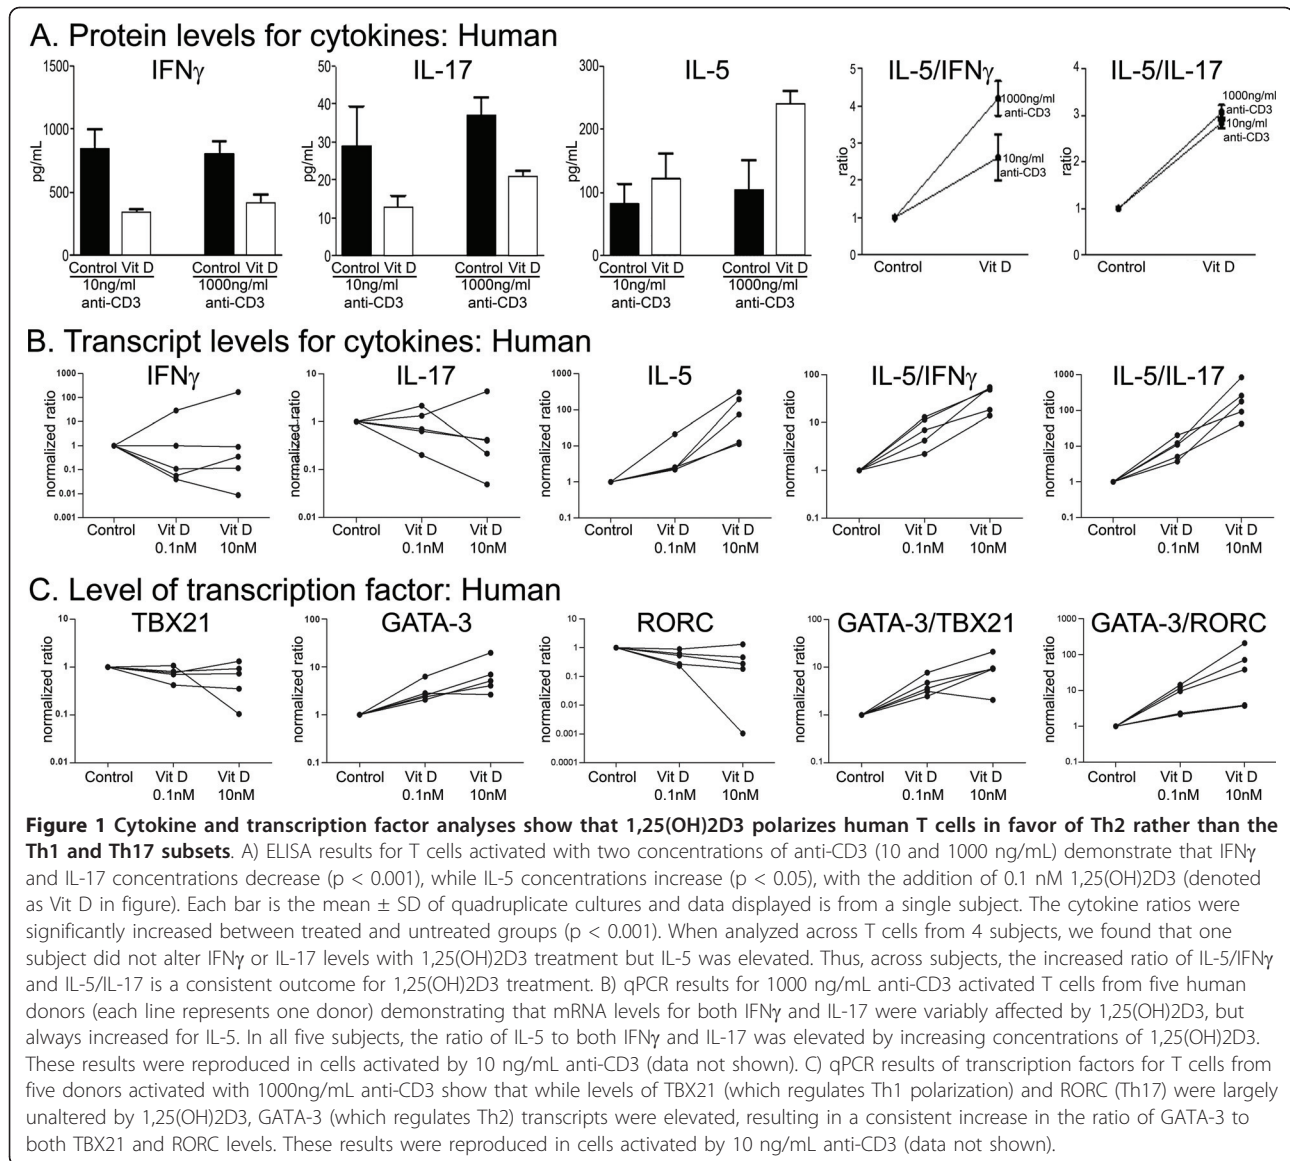 A. Protein levels for cytokines: Human
IFNγ
IL-17
IL-5
IL-5/IFNγ
IL-5/IL-17
1500
1000
500
0
pg/mL
Control Vit D
10ng/ml
anti-CD3
Control Vit D
1000ng/ml
anti-CD3
50
40
30
20
10
0
pg/mL
Control Vit D
10ng/ml
anti-CD3
Control Vit D
1000ng/ml
anti-CD3
300
200
100
0
pg/mL
Control Vit D
10ng/ml
anti-CD3
Control Vit D
1000ng/ml
anti-CD3
5
4
3
2
1
0
ratio
1000ng/ml
anti-CD3
10ng/ml
anti-CD3
Control
Vit D
4
3
2
1
0
ratio
1000ng/ml
anti-CD3
10ng/ml
anti-CD3
Control
Vit D
B. Transcript levels for cytokines: Human
IFNγ
IL-17
IL-5
IL-5/IFNγ
IL-5/IL-17
1000
100
10
1
0.1
0.01
0.001
normalized ratio
Control
Vit D
0.1nM
Vit D
10nM
10
1
0.1
0.01
normalized ratio
Control
Vit D
0.1nM
Vit D
10nM
1000
100
10
1
0.1
normalized ratio
Control
Vit D
0.1nM
Vit D
10nM
100
10
1
0.1
normalized ratio
Control
Vit D
0.1nM
Vit D
10nM
1000
100
10
1
0.1
normalized ratio
Control
Vit D
0.1nM
Vit D
10nM
C. Level of transcription factor: Human
TBX21
GATA-3
RORC
GATA-3/TBX21
GATA-3/RORC
10
1
0.1
0.01
normalized ratio
Control
Vit D
0.1nM
Vit D
10nM
100
10
1
0.1
normalized ratio
Control
Vit D
0.1nM
Vit D
10nM
10
1
0.1
0.01
0.001
0.0001
normalized ratio
Control
Vit D
0.1nM
Vit D
10nM
100
10
1
0.1
normalized ratio
Control
Vit D
0.1nM
Vit D
10nM
1000
100
10
1
0.1
normalized ratio
Control
Vit D
0.1nM
Vit D
10nM
Figure 1 Cytokine and transcription factor analyses show that 1,25(OH)2D3 polarizes human T cells in favor of Th2 rather than the
Th1 and Th17 subsets. A) ELISA results for T cells activated with two concentrations of anti-CD3 (10 and 1000 ng/mL) demonstrate that IFNγ
and IL-17 concentrations decrease (p < 0.001), while IL-5 concentrations increase (p < 0.05), with the addition of 0.1 nM 1,25(OH)2D3 (denoted
as Vit D in figure). Each bar is the mean ± SD of quadruplicate cultures and data displayed is from a single subject. The cytokine ratios were
significantly increased between treated and untreated groups (p < 0.001). When analyzed across T cells from 4 subjects, we found that one
subject did not alter IFNγ or IL-17 levels with 1,25(OH)2D3 treatment but IL-5 was elevated. Thus, across subjects, the increased ratio of IL-5/IFNγ
and IL-5/IL-17 is a consistent outcome for 1,25(OH)2D3 treatment. B) qPCR results for 1000 ng/mL anti-CD3 activated T cells from five human
donors (each line represents one donor) demonstrating that mRNA levels for both IFNγ and IL-17 were variably affected by 1,25(OH)2D3, but
always increased for IL-5. In all five subjects, the ratio of IL-5 to both IFNγ and IL-17 was elevated by increasing concentrations of 1,25(OH)2D3.
These results were reproduced in cells activated by 10 ng/mL anti-CD3 (data not shown). C) qPCR results of transcription factors for T cells from
five donors activated with 1000ng/mL anti-CD3 show that while levels of TBX21 (which regulates Th1 polarization) and RORC (Th17) were largely
unaltered by 1,25(OH)2D3, GATA-3 (which regulates Th2) transcripts were elevated, resulting in a consistent increase in the ratio of GATA-3 to
both TBX21 and RORC levels. These results were reproduced in cells activated by 10 ng/mL anti-CD3 (data not shown).